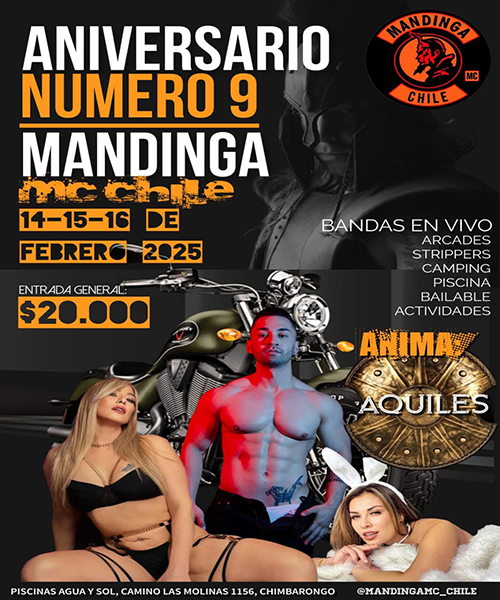 ANIVERSARIO
NUMERO 9
MANDINGA
MC CHILE
14-15-16 DE
FEBRERO 2025
MANDINGA
MC
CHILE
BANDAS EN VIVO
ARCADES
STRIPPERS
CAMPING
PISCINA
BAILABLE
ACTIVIDADES
ENTRADA GENERAL:
$20.000
ANIMA:
AQUILES
PISCINAS AGUA Y SOL, CAMINO LAS MOLINAS 1156, CHIMBARONGO
@MANDINGAMC_CHILE